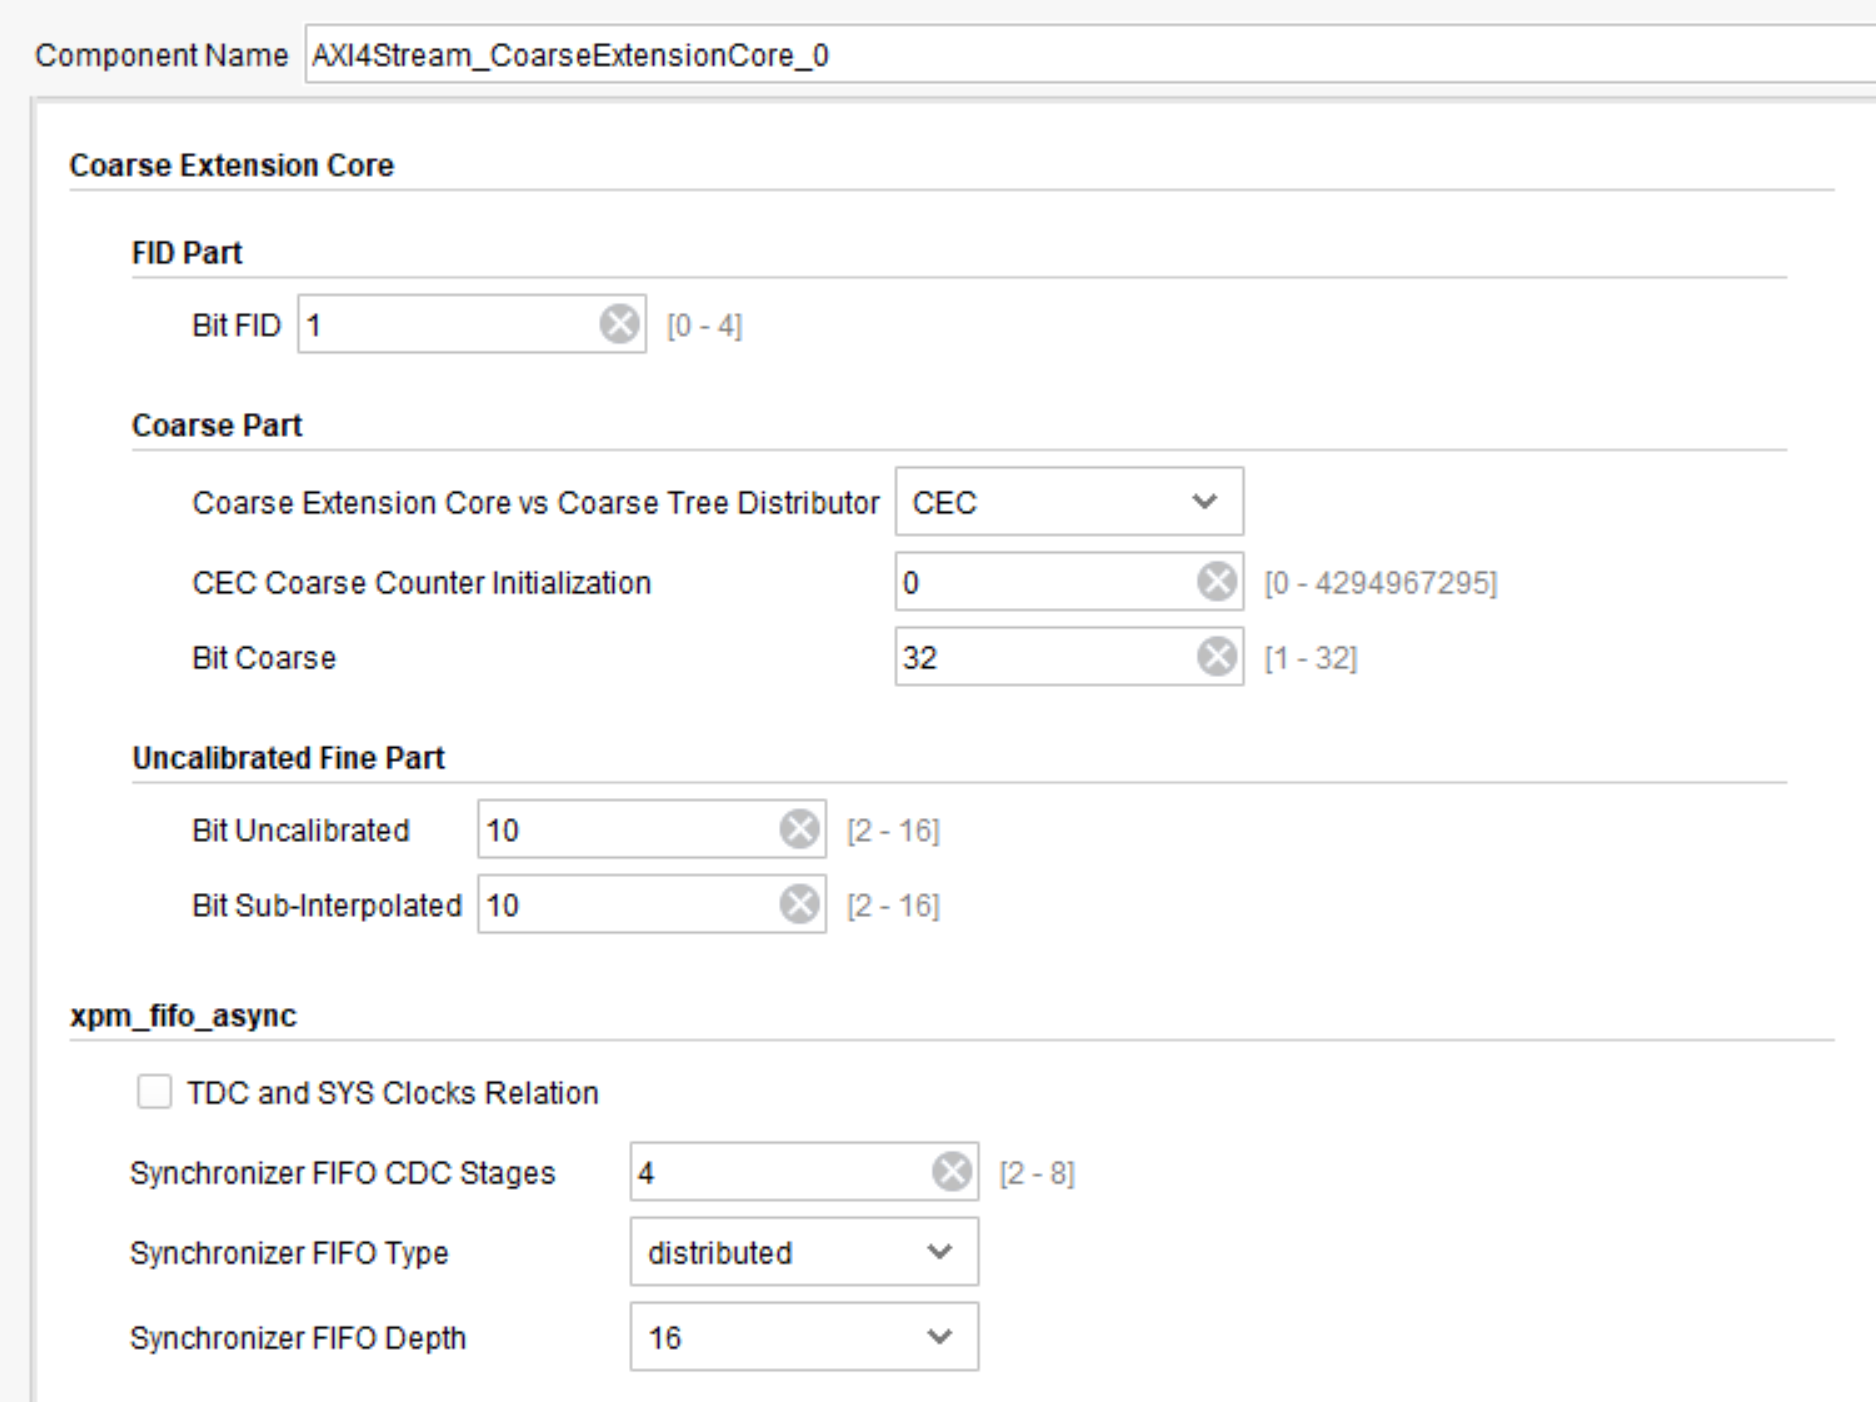 Component Name AXI4Stream_CoarseExtensionCore_0
Coarse Extension Core
FID Part
Bit FID 1 [0 - 4]
Coarse Part
Coarse Extension Core vs Coarse Tree Distributor CEC
CEC Coarse Counter Initialization 0 [0 - 4294967295]
Bit Coarse 32 [1 - 32]
Uncalibrated Fine Part
Bit Uncalibrated 10 [2 - 16]
Bit Sub-Interpolated 10 [2 - 16]
xpm_fifo_async
TDC and SYS Clocks Relation
Synchronizer FIFO CDC Stages 4 [2 - 8]
Synchronizer FIFO Type distributed
Synchronizer FIFO Depth 16